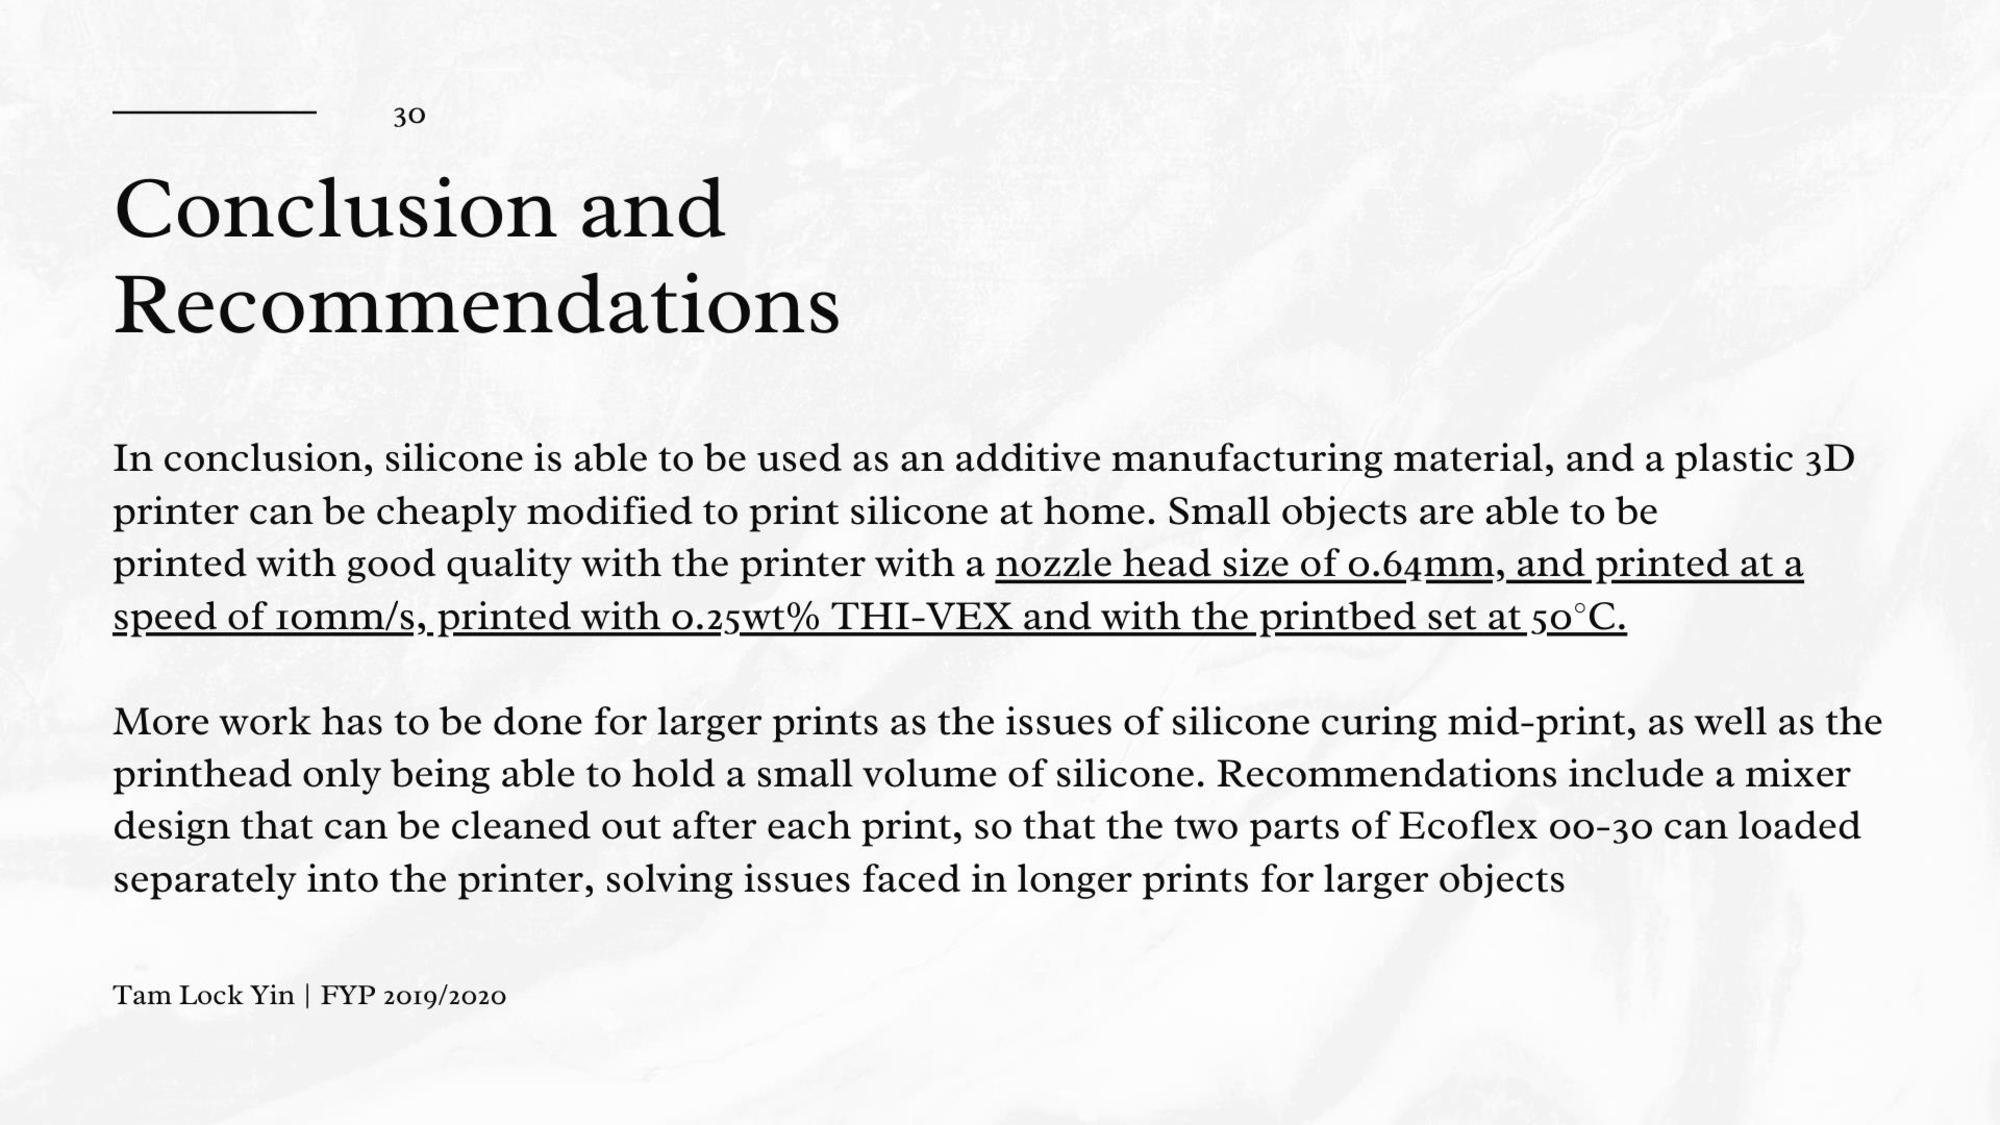 30
Conclusion and
Recommendations
In conclusion, silicone is able to be used as an additive manufacturing material, and a plastic 3D
printer can be cheaply modified to print silicone at home. Small objects are able to be
printed with good quality with the printer with a nozzle head size of 0.64mm, and printed at a
speed of 10mm/s, printed with 0.25wt% THI-VEX and with the printbed set at 50°C.
More work has to be done for larger prints as the issues of silicone curing mid-print, as well as the
printhead only being able to hold a small volume of silicone. Recommendations include a mixer
design that can be cleaned out after each print, so that the two parts of Ecoflex 00-30 can loaded
separately into the printer, solving issues faced in longer prints for larger objects
Tam Lock Yin | FYP 2019/2020